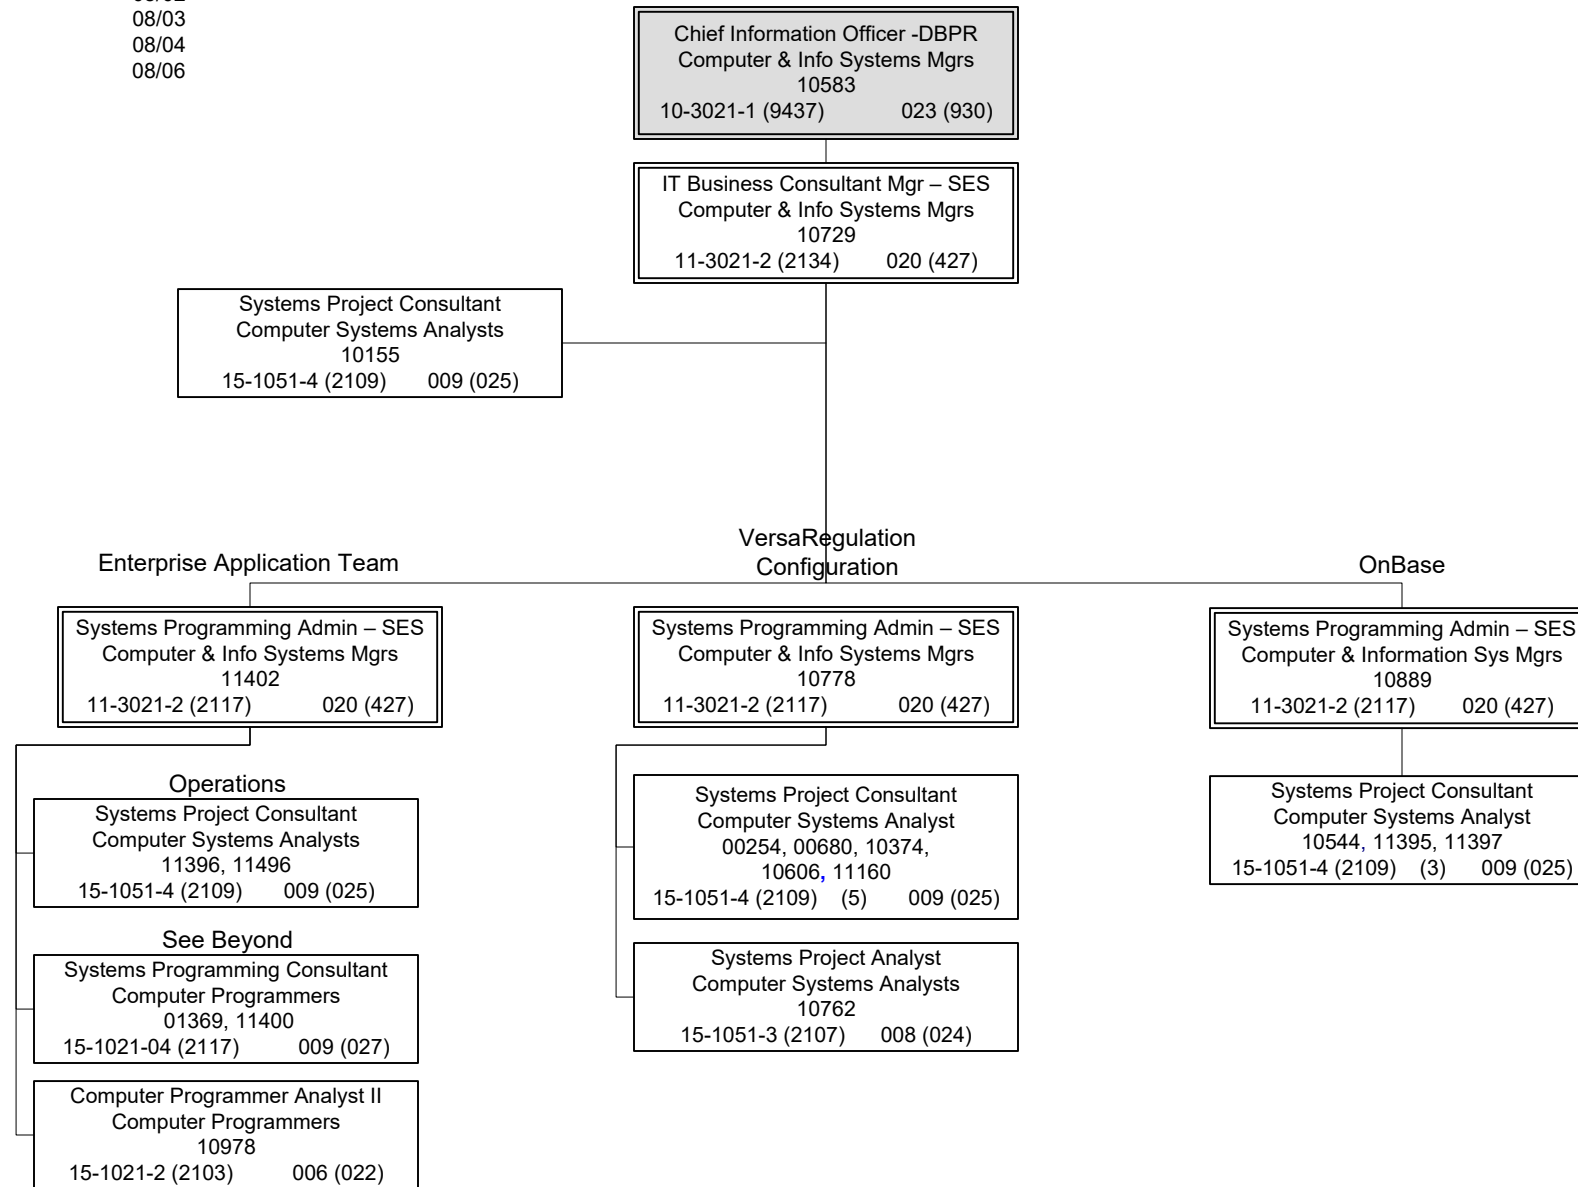 08/03
08/04
08/06
Chief Information Officer -DBPR
Computer & Info Systems Mgrs
10583
10-3021-1 (9437) 023 (930)
IT Business Consultant Mgr – SES
Computer & Info Systems Mgrs
10729
11-3021-2 (2134) 020 (427)
Systems Project Consultant
Computer Systems Analysts
10155
15-1051-4 (2109) 009 (025)
Enterprise Application Team
Systems Programming Admin – SES
Computer & Info Systems Mgrs
11402
11-3021-2 (2117) 020 (427)
Operations
Systems Project Consultant
Computer Systems Analysts
11396, 11496
15-1051-4 (2109) 009 (025)
See Beyond
Systems Programming Consultant
Computer Programmers
01369, 11400
15-1021-04 (2117) 009 (027)
Computer Programmer Analyst II
Computer Programmers
10978
15-1021-2 (2103) 006 (022)
VersaRegulation
Configuration
Systems Programming Admin – SES
Computer & Info Systems Mgrs
10778
11-3021-2 (2117) 020 (427)
Systems Project Consultant
Computer Systems Analyst
00254, 00680, 10374,
10606, 11160
15-1051-4 (2109) (5) 009 (025)
Systems Project Analyst
Computer Systems Analysts
10762
15-1051-3 (2107) 008 (024)
OnBase
Systems Programming Admin – SES
Computer & Information Sys Mgrs
10889
11-3021-2 (2117) 020 (427)
Systems Project Consultant
Computer Systems Analyst
10544, 11395, 11397
15-1051-4 (2109) (3) 009 (025)